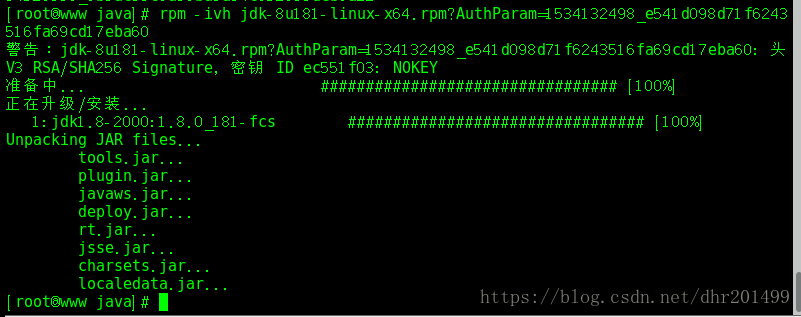 [root@www java]# rpm -ivh jdk-8u181-linux-x64.rpm?AuthParam=1534132498_e541d098d71f6243
516fa69cd17eba60
警告：jdk-8u181-linux-x64.rpm?AuthParam=1534132498_e541d098d71f6243516fa69cd17eba60: 头
V3 RSA/SHA256 Signature, 密钥 ID ec551f03: NOKEY
准备中... ################################# [100%]
正在升级/安装...
1:jdk1.8-2000:1.8.0_181-fcs ################################# [100%]
Unpacking JAR files...
tools.jar...
plugin.jar...
javaws.jar...
deploy.jar...
rt.jar...
jsse.jar...
charsets.jar...
localedata.jar...
[root@www java]#
https://blog.csdn.net/dhr201499